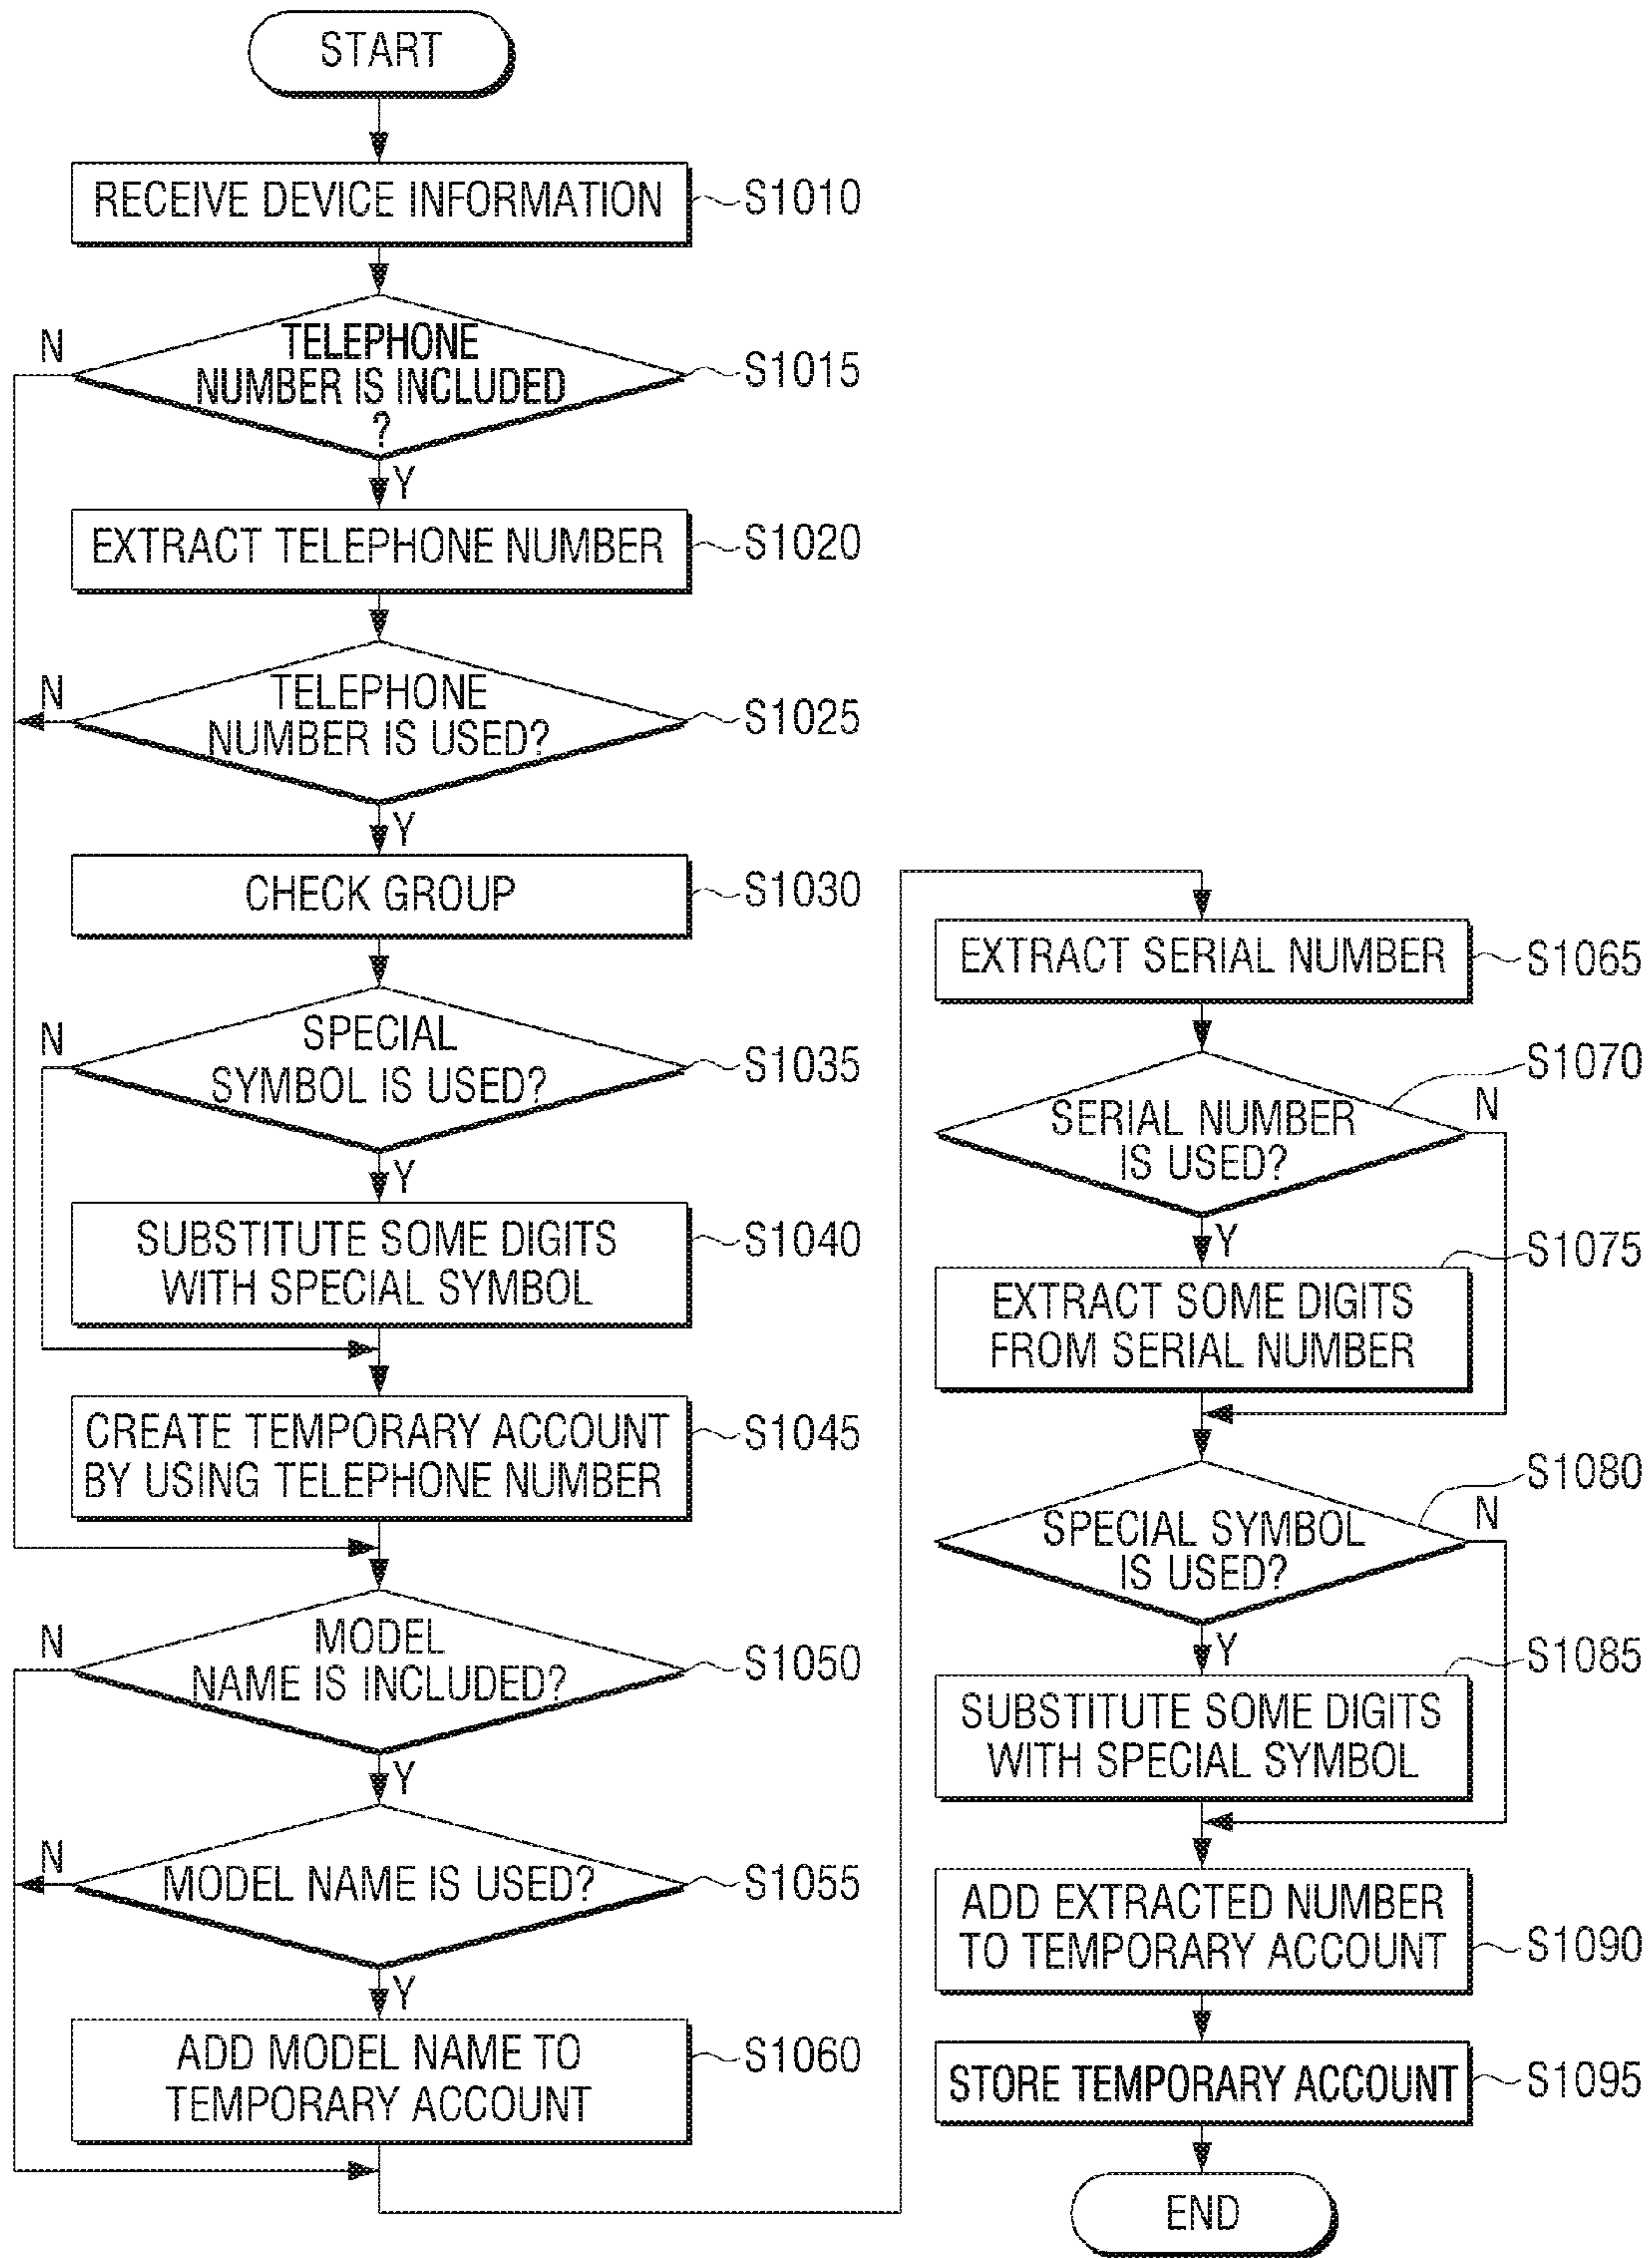 START
RECEIVE DEVICE INFORMATION
S1010
N
TELEPHONE
NUMBER IS INCLUDED
?
S1015
Y
EXTRACT TELEPHONE NUMBER
S1020
N
TELEPHONE
NUMBER IS USED?
S1025
Y
CHECK GROUP
S1030
N
SPECIAL
SYMBOL IS USED?
S1035
Y
SUBSTITUTE SOME DIGITS
WITH SPECIAL SYMBOL
S1040
CREATE TEMPORARY ACCOUNT
BY USING TELEPHONE NUMBER
S1045
N
MODEL
NAME IS INCLUDED?
S1050
Y
N
MODEL NAME IS USED?
S1055
Y
ADD MODEL NAME TO
TEMPORARY ACCOUNT
S1060
EXTRACT SERIAL NUMBER
S1065
SERIAL NUMBER
IS USED?
S1070
N
Y
EXTRACT SOME DIGITS
FROM SERIAL NUMBER
S1075
SPECIAL SYMBOL
IS USED?
S1080
N
Y
SUBSTITUTE SOME DIGITS
WITH SPECIAL SYMBOL
S1085
ADD EXTRACTED NUMBER
TO TEMPORARY ACCOUNT
S1090
STORE TEMPORARY ACCOUNT
S1095
END